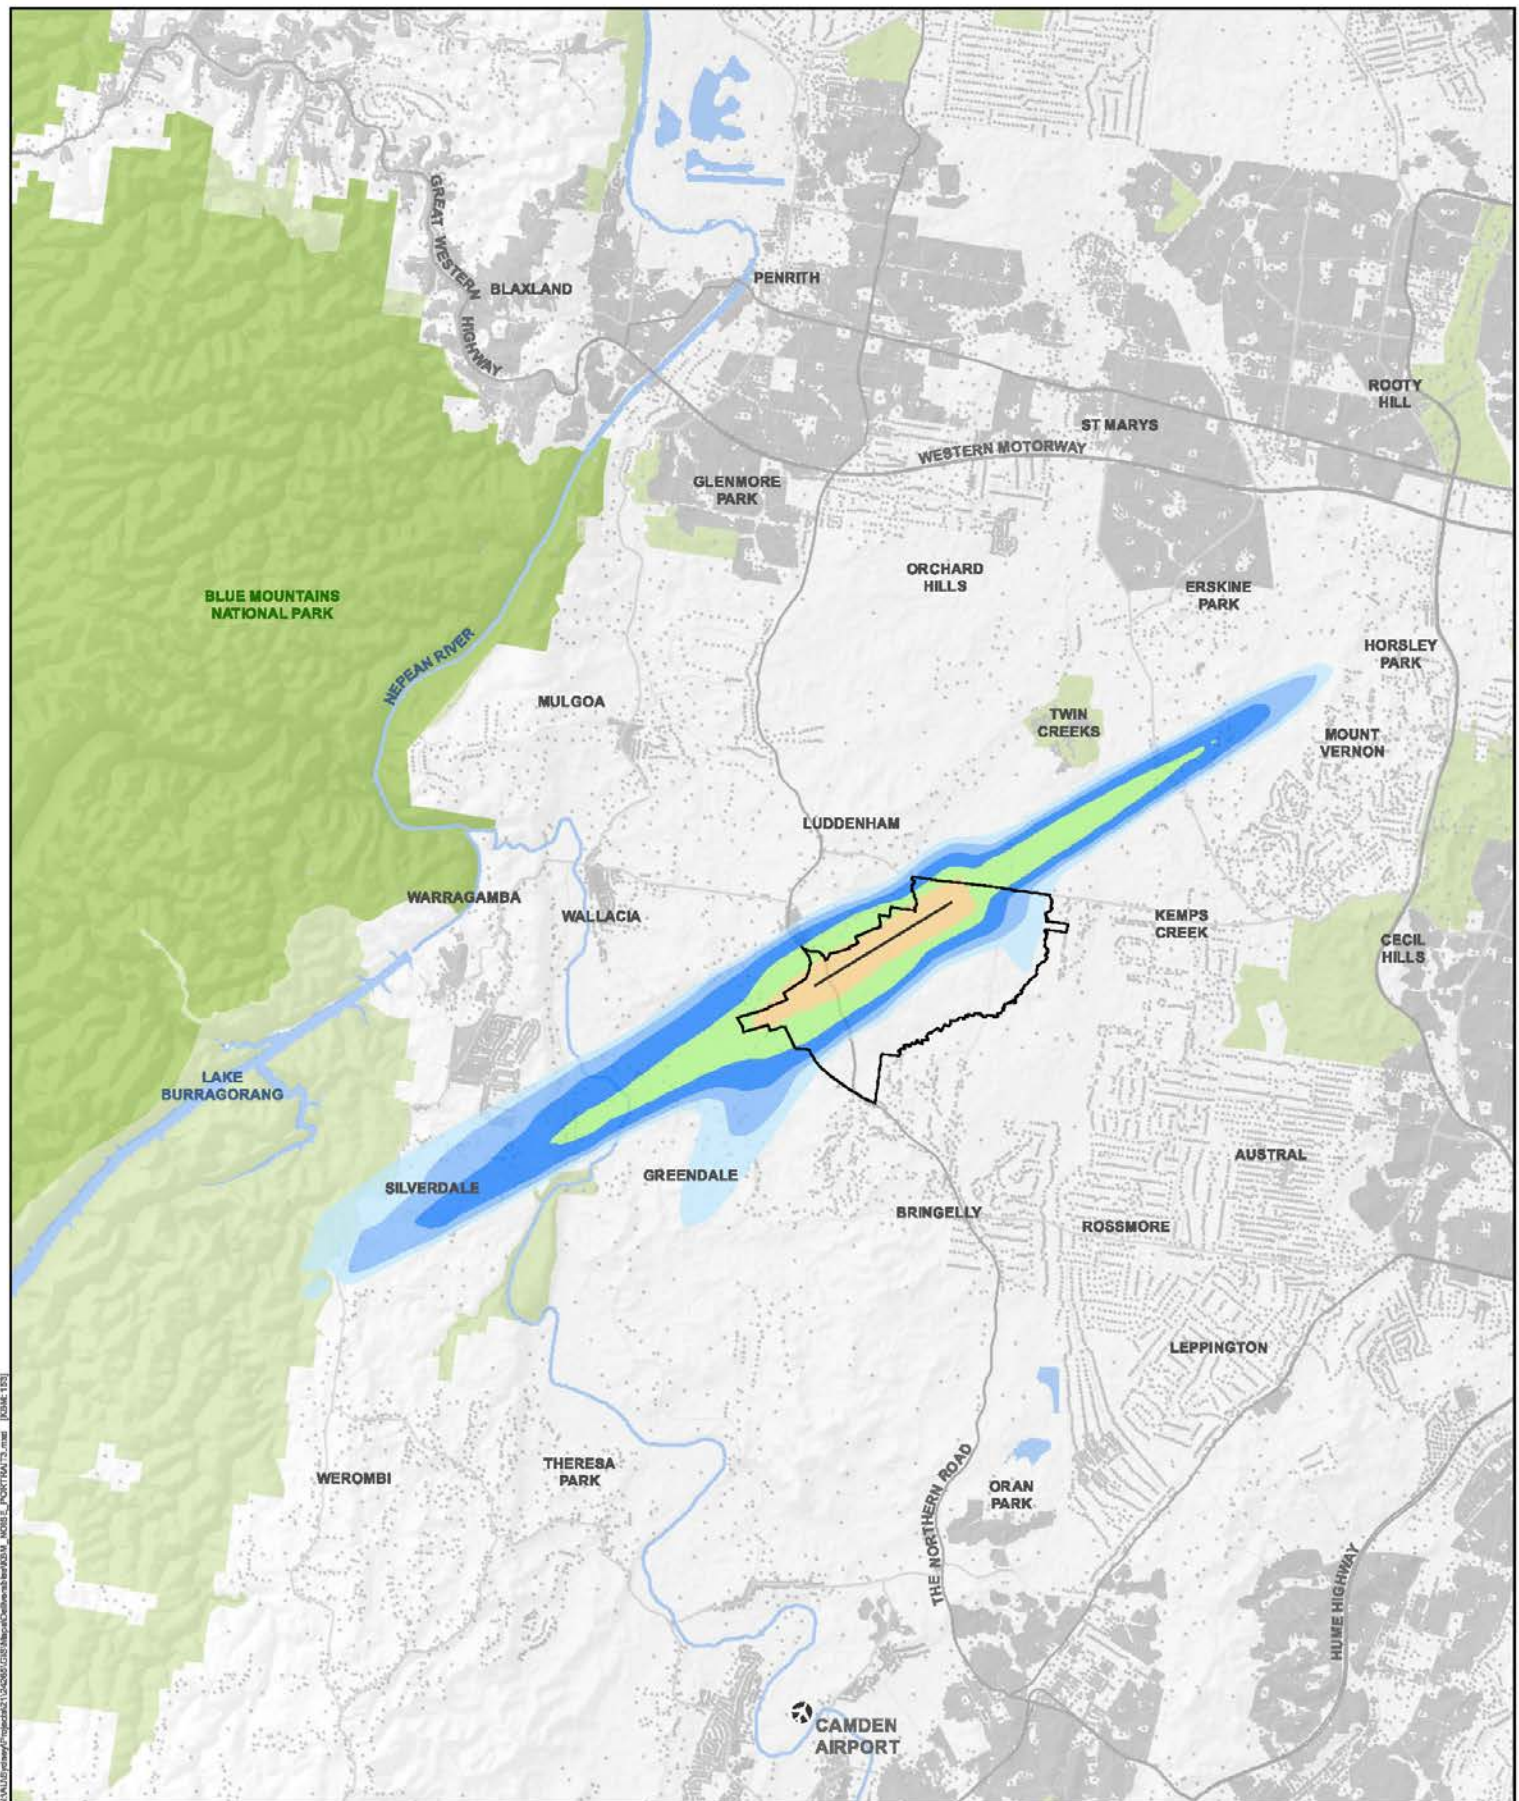 GREAT WESTERN HIGHWAY
BLAXLAND
PENRITH
ROOTY
HILL
ST MARYS
WESTERN MOTORWAY
GLENMORE
PARK
ORCHARD
HILLS
ERSKINE
PARK
BLUE MOUNTAINS
NATIONAL PARK
NEPEAN RIVER
HORSLEY
PARK
MULGOA
TWIN
CREEKS
MOUNT
VERNON
LUDDENHAM
WARRAGAMBA
WALLACIA
KEMPS
CREEK
CECIL
HILLS
LAKE
BURRAGORANG
SILVERDALE
GREENDALE
AUSTRAL
BRINGELLY
ROSSMORE
LEPPINGTON
WEROMBI
THERESA
PARK
ORAN
PARK
THE NORTHERN ROAD
HUME HIGHWAY
CAMDEN
AIRPORT